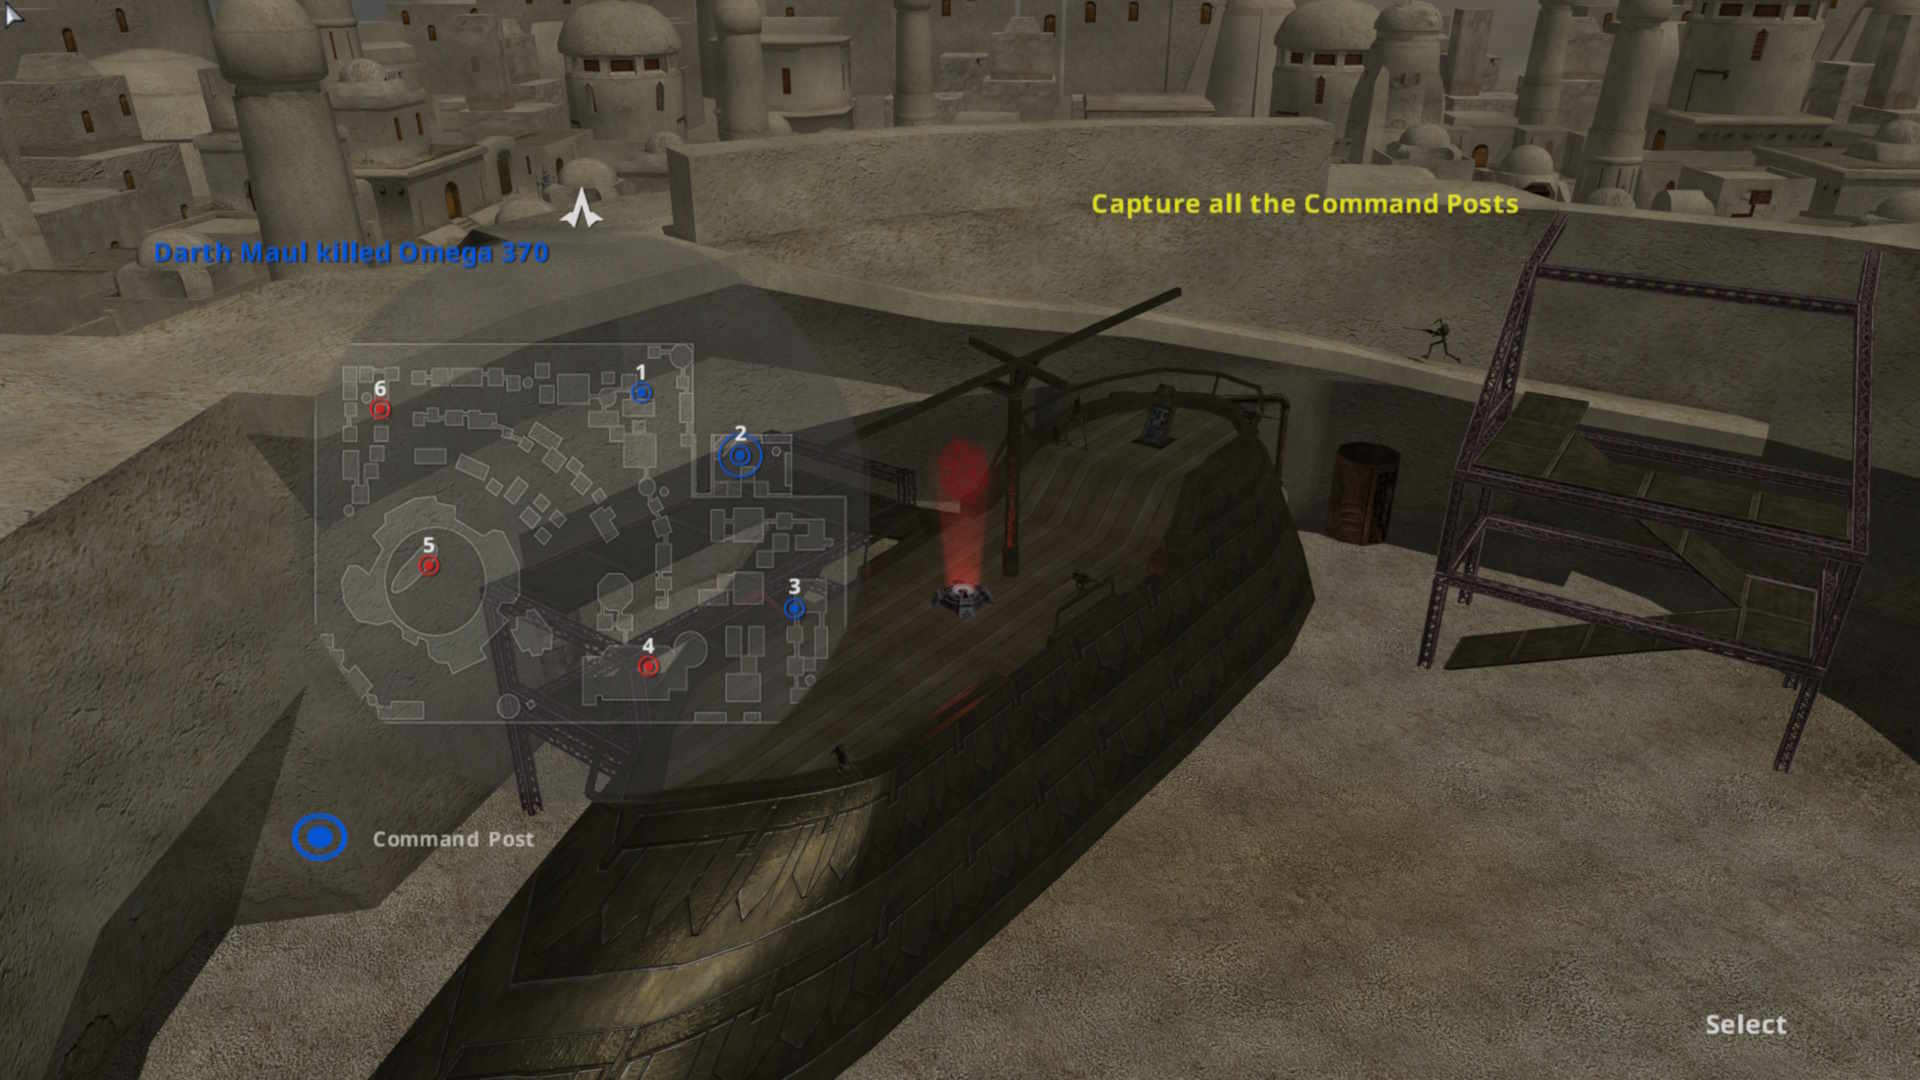 Capture all the Command Posts
Darth Maul killed Omega 370
1
6
2
5
3
4
Command Post
Select